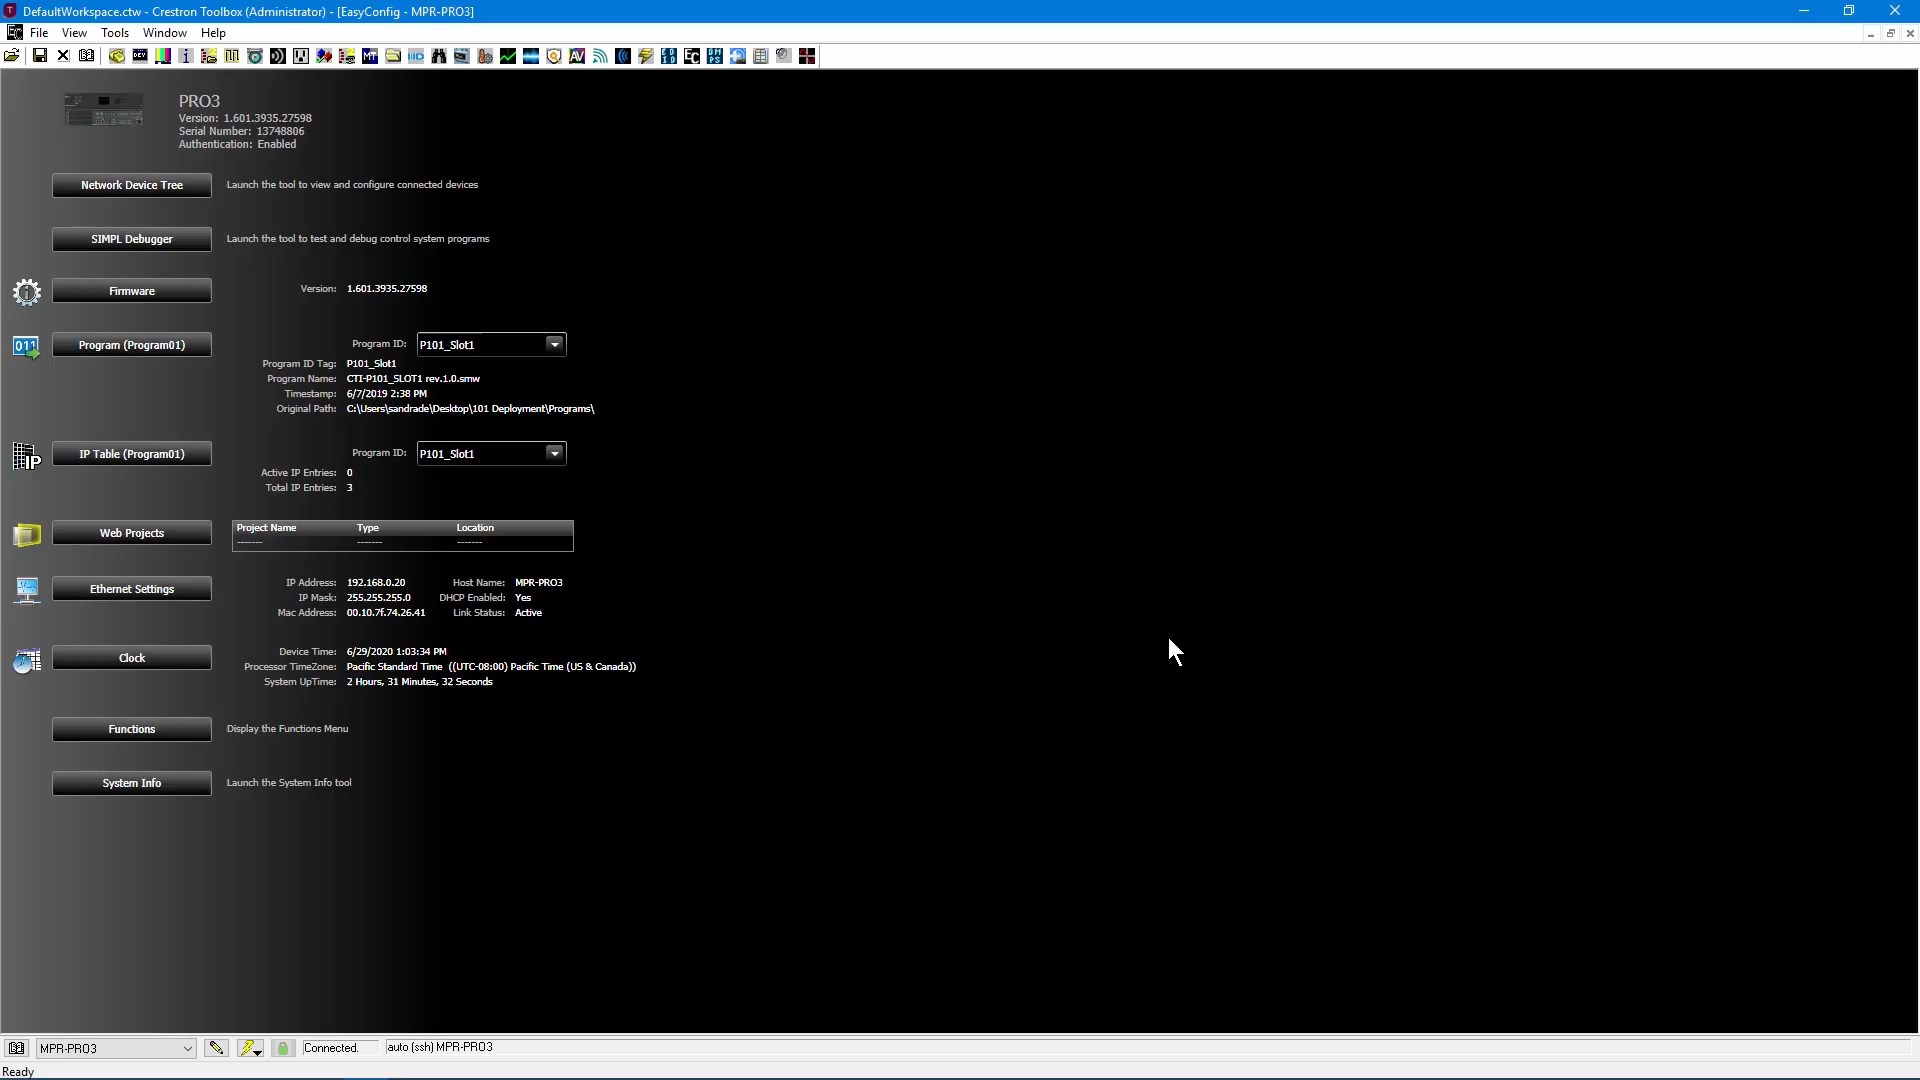 DefaultWorkspace.ctw - Crestron Toolbox (Administrator) - [EasyConfig - MPR-PRO3]
File View Tools Window Help
PRO3
Version: 1.601.3935.27598
Serial Number: 13748806
Authentication: Enabled
Network Device Tree Launch the tool to view and configure connected devices
SIMPL Debugger Launch the tool to test and debug control system programs
Firmware Version: 1.601.3935.27598
Program (Program01) Program ID: P101_Slot1
Program ID Tag: P101_Slot1
Program Name: CTI-P101_SLOT1 rev.1.0.smw
Timestamp: 6/7/2019 2:38 PM
Original Path: C:\Users\sandrade\Desktop\101 Deployment\Programs\
IP Table (Program01) Program ID: P101_Slot1
Active IP Entries: 0
Total IP Entries: 3
Web Projects Project Name Type Location
------- ------- -------
Ethernet Settings IP Address: 192.168.0.20 Host Name: MPR-PRO3
IP Mask: 255.255.255.0 DHCP Enabled: Yes
Mac Address: 00.10.7f.74.26.41 Link Status: Active
Clock Device Time: 6/29/2020 1:03:34 PM
Processor TimeZone: Pacific Standard Time ((UTC-08:00) Pacific Time (US & Canada))
System UpTime: 2 Hours, 31 Minutes, 32 Seconds
Functions Display the Functions Menu
System Info Launch the System Info tool
MPR-PRO3 Connected. auto (ssh) MPR-PRO3
Ready